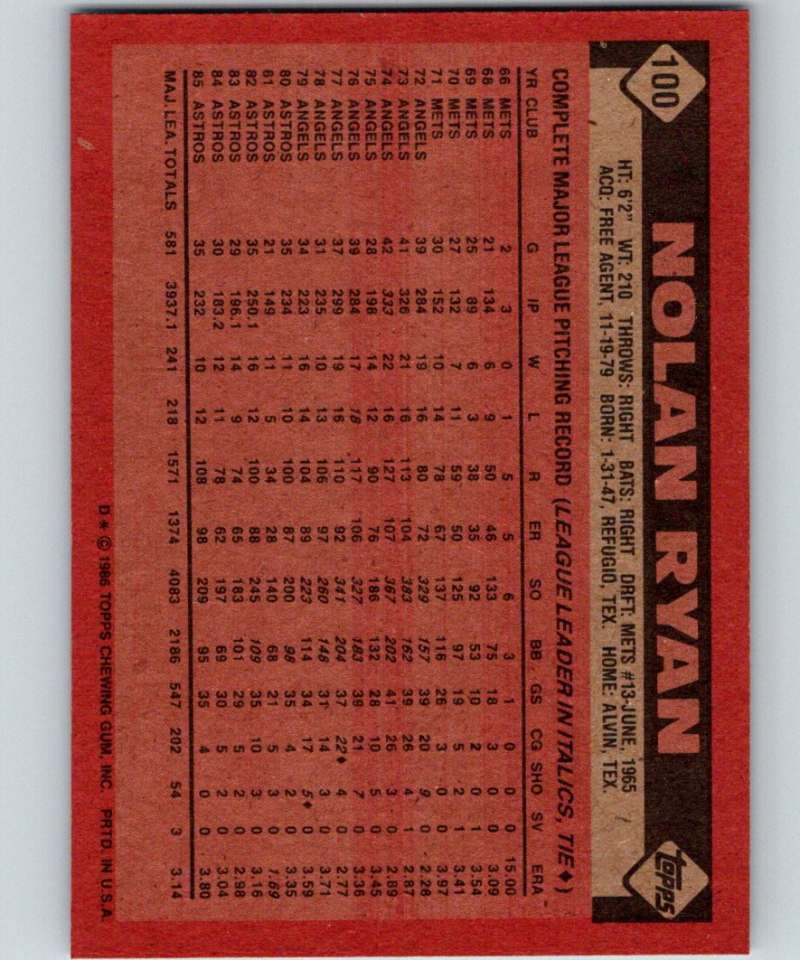 100 NOLAN RYAN topps
HT: 6'2" WT: 210 THROWS: RIGHT BATS: RIGHT DRFT: METS #13-JUNE, 1965
ACQ: FREE AGENT, 11-19-79 BORN: 1-31-47, REFUGIO, TEX. HOME: ALVIN, TEX.
COMPLETE MAJOR LEAGUE PITCHING RECORD (LEAGUE LEADER IN ITALICS, TIE ♦)
YR CLUB G IP W L R ER SO BB GS CG SHO SV ERA
66 METS 2 3 0 1 5 5 6 3 1 0 0 0 15.00
68 METS 21 134 6 9 50 46 133 75 18 3 0 0 3.09
69 METS 25 89 6 3 38 35 92 53 10 2 0 1 3.54
70 METS 27 132 7 11 59 50 125 97 19 5 2 1 3.41
71 METS 30 152 10 14 78 67 137 116 26 3 0 0 3.97
72 ANGELS 39 284 19 16 80 72 329 157 39 20 9 0 2.28
73 ANGELS 41 326 21 16 113 104 383 162 39 26 4 1 2.87
74 ANGELS 42 333 22 16 127 107 367 202 41 26 3 0 2.89
75 ANGELS 28 198 14 12 90 76 186 132 28 10 5 0 3.45
76 ANGELS 39 284 17 18 117 106 327 183 39 21 7 0 3.36
77 ANGELS 37 299 19 16 110 92 341 204 37 22♦ 4 0 2.77
78 ANGELS 31 235 10 13 106 97 260 148 31 14 3 0 3.71
79 ANGELS 34 223 16 14 104 89 223 114 34 17 5♦ 0 3.59
80 ASTROS 35 234 11 10 100 87 200 98 35 4 2 0 3.35
81 ASTROS 21 149 11 5 34 28 140 68 21 5 3 0 1.69
82 ASTROS 35 250.1 16 12 100 88 245 109 35 10 3 0 3.16
83 ASTROS 29 196.1 14 9 74 65 183 101 29 5 2 0 2.98
84 ASTROS 30 183.2 12 11 78 62 197 69 30 5 2 0 3.04
85 ASTROS 35 232 10 12 108 98 209 95 35 4 0 0 3.80
MAJ. LEA. TOTALS 581 3937.1 241 218 1571 1374 4083 2186 547 202 54 3 3.14
D* © 1986 TOPPS CHEWING GUM, INC. PRTD. IN U.S.A.